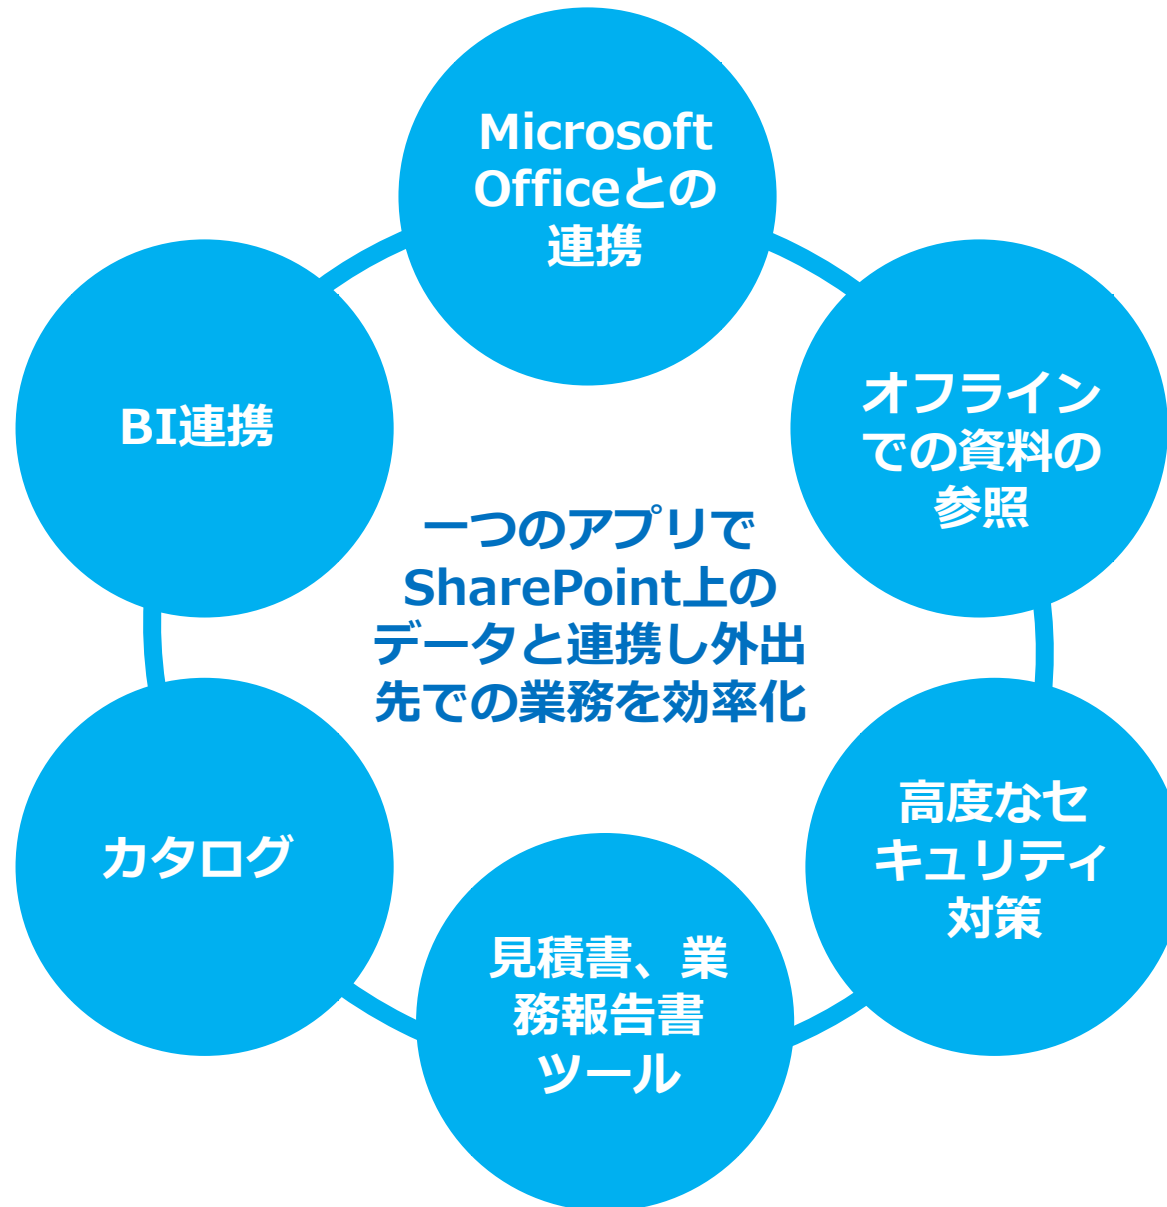 Microsoft
Officeとの
連携
オフライン
での資料の
参照
高度なセ
キュリティ
対策
見積書、業
務報告書
ツール
カタログ
BI連携
一つのアプリで
SharePoint上の
データと連携し外出
先での業務を効率化